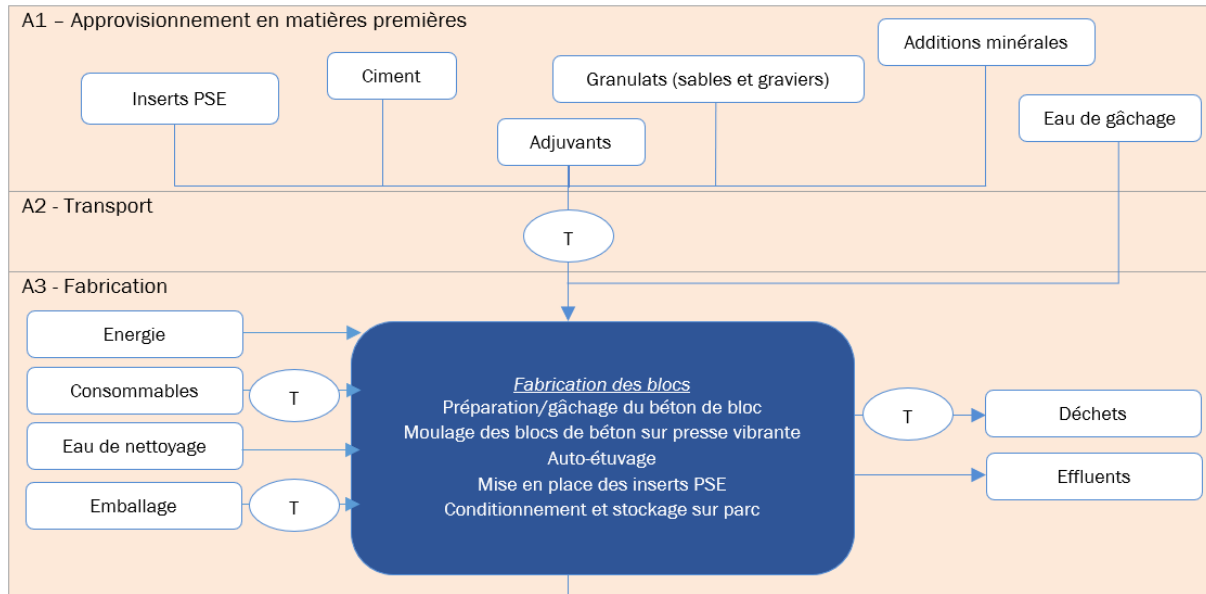 A1 – Approvisionnement en matières premières
Additions minérales
Ciment
Granulats (sables et graviers)
Inserts PSE
Eau de gâchage
Adjuvants
A2 - Transport
T
A3 - Fabrication
Energie
Consommables
T
Eau de nettoyage
Emballage
T
Fabrication des blocs
Préparation/gâchage du béton de bloc
Moulage des blocs de béton sur presse vibrante
Auto-étuvage
Mise en place des inserts PSE
Conditionnement et stockage sur parc
T
Déchets
Effluents